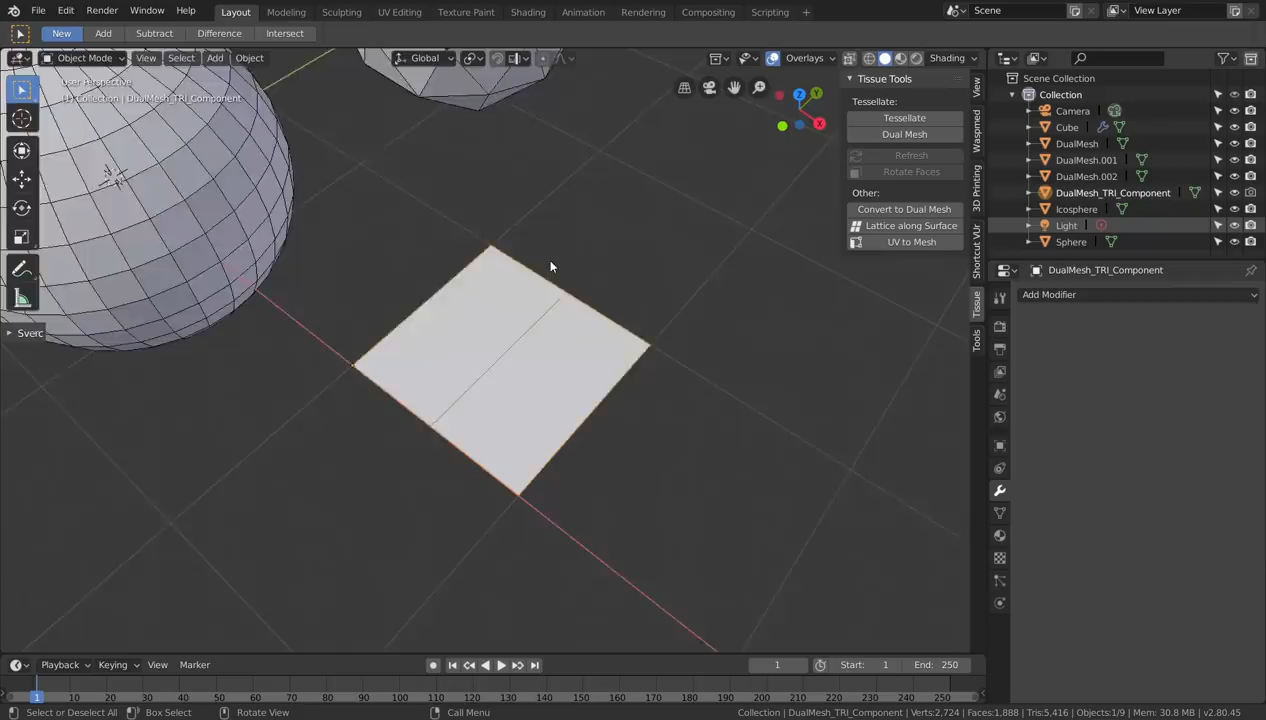 File Edit Render Window Help Layout Modeling Sculpting UV Editing Texture Paint Shading Animation Rendering Compositing Scripting + Scene View Layer
New Add Subtract Difference Intersect
Object Mode View Select Add Object Global Overlays Shading
User Perspective
(1) Collection | DualMesh_TRI_Component
Z Y X
Tissue Tools
Tessellate:
Tessellate
Dual Mesh
Refresh
Rotate Faces
Other:
Convert to Dual Mesh
Lattice along Surface
UV to Mesh
View
Waspmed
3D Printing
Shortcut VUr
Tissue
Tools
Sverc
Scene Collection
Collection
Camera
Cube
DualMesh
DualMesh.001
DualMesh.002
DualMesh_TRI_Component
Icosphere
Light
Sphere
DualMesh_TRI_Component
Add Modifier
Playback Keying View Marker 1 Start: 1 End: 250
1 10 20 30 40 50 60 70 80 90 100 110 120 130 140 150 160 170 180 190 200 210 220 230 240 250
Select or Deselect All Box Select Rotate View Call Menu Collection | DualMesh_TRI_Component | Verts:2,724 | Faces:1,888 | Tris:5,416 | Objects:1/9 | Mem: 30.8 MB | v2.80.45